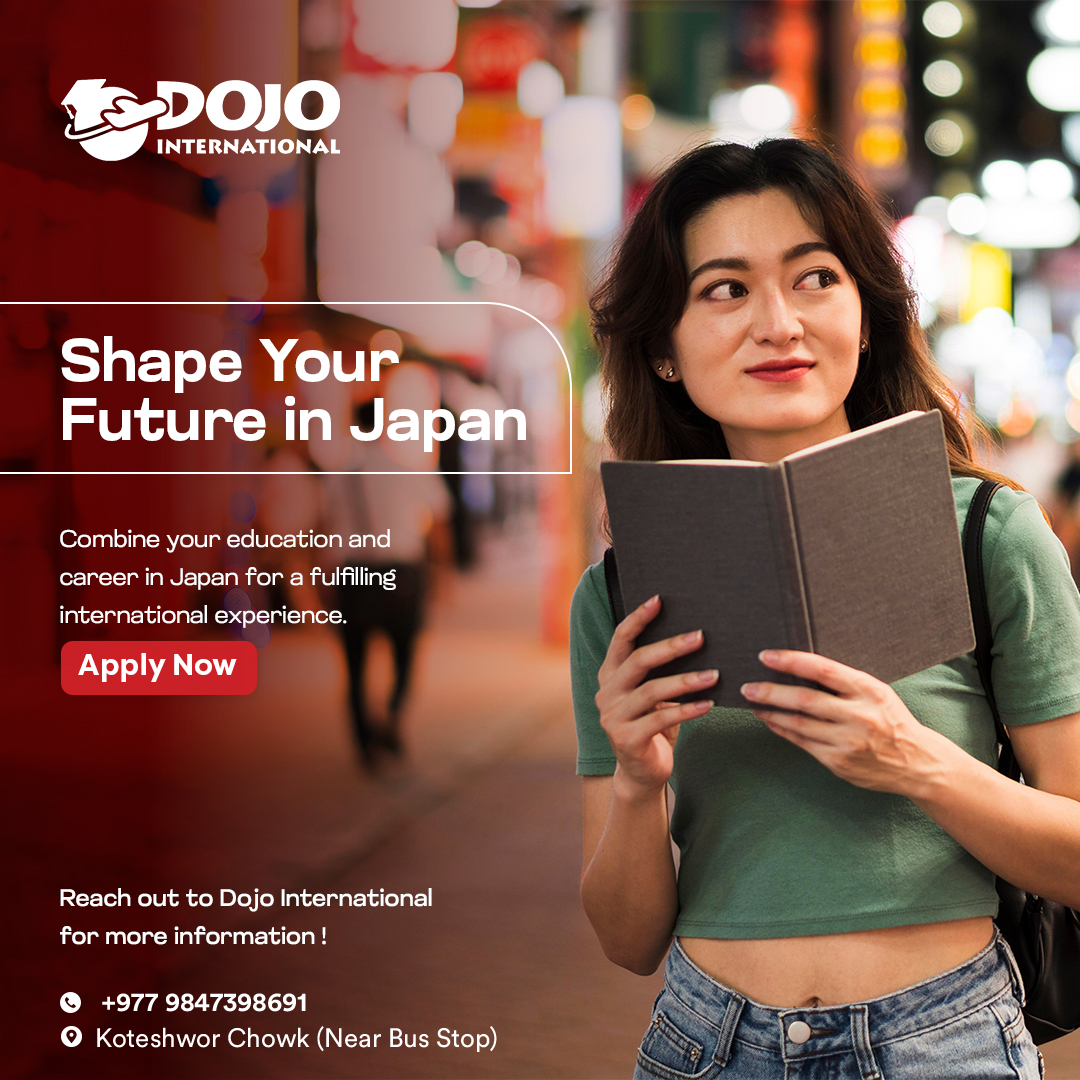 DOJO
INTERNATIONAL
Shape Your
Future in Japan
Combine your education and
career in Japan for a fulfilling
international experience.
Apply Now
Reach out to Dojo International
for more information !
+977 9847398691
Koteshwor Chowk (Near Bus Stop)